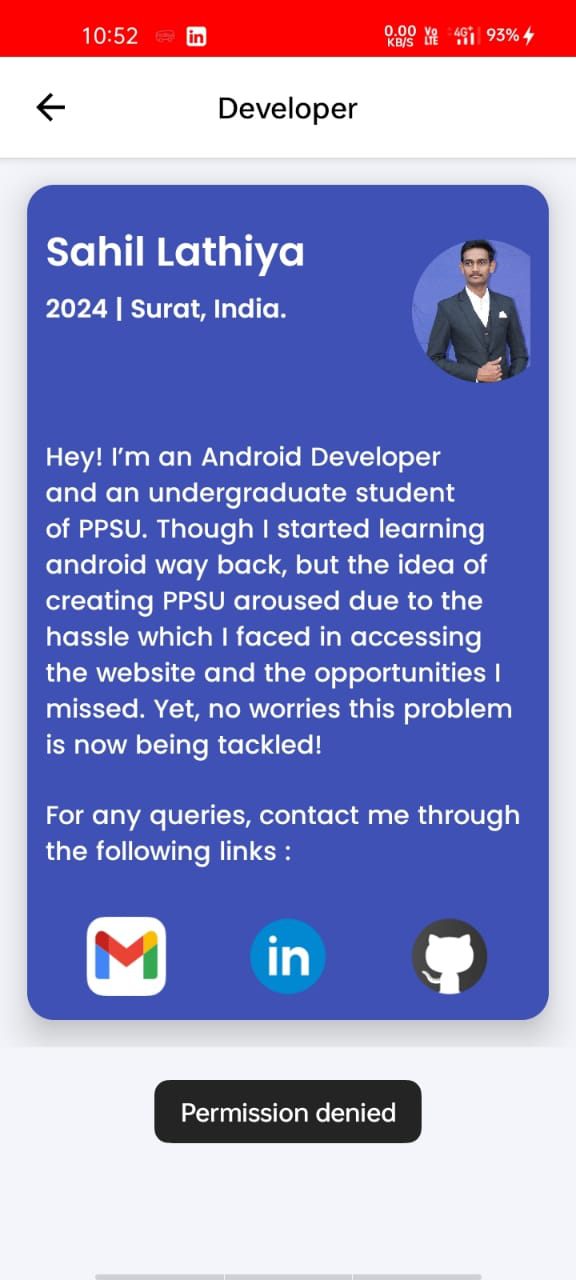 10:52 in 0.00 KB/S Vo LTE 4G+ 93%
Developer
Sahil Lathiya
2024 | Surat, India.
Hey! I’m an Android Developer
and an undergraduate student
of PPSU. Though I started learning
android way back, but the idea of
creating PPSU aroused due to the
hassle which I faced in accessing
the website and the opportunities I
missed. Yet, no worries this problem
is now being tackled!
For any queries, contact me through
the following links :
in
Permission denied